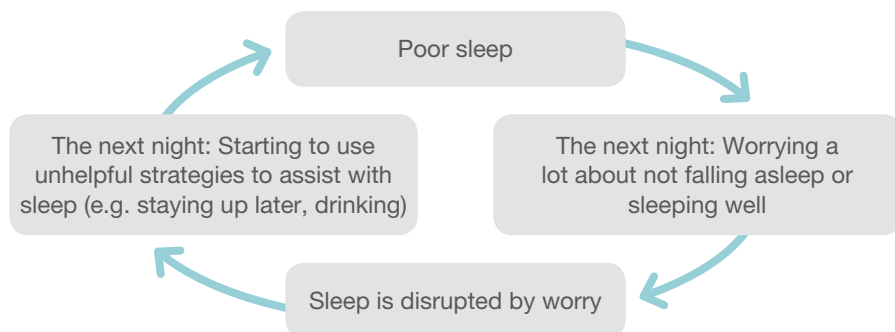 Poor sleep
The next night: Starting to use
unhelpful strategies to assist with
sleep (e.g. staying up later, drinking)
The next night: Worrying a
lot about not falling asleep or
sleeping well
Sleep is disrupted by worry